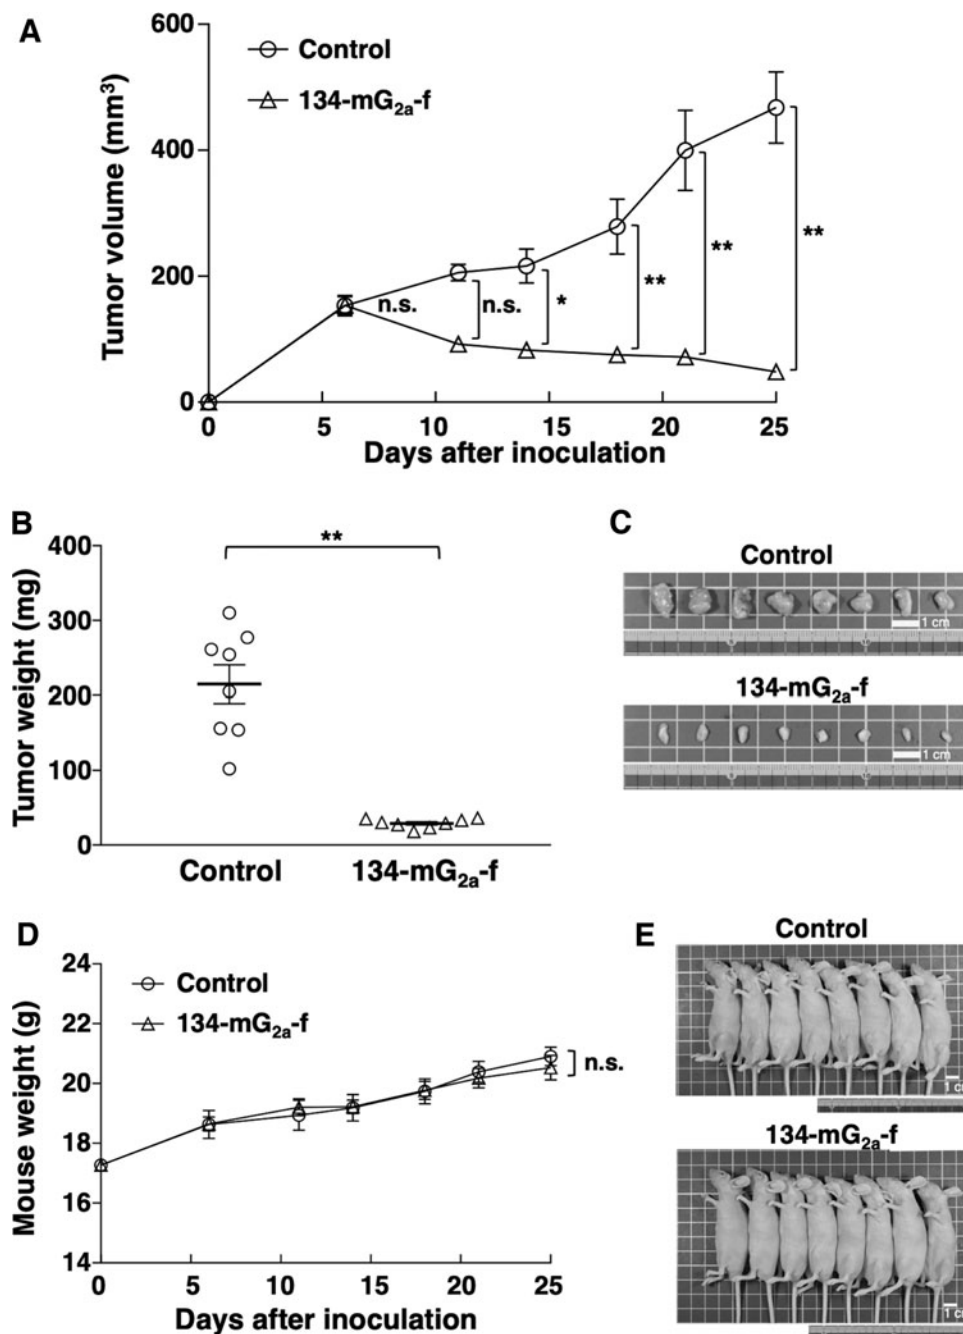 A
600
400
200
0
Tumor volume (mm³)
Control
134-mG₂ₐ-f
n.s.
n.s.
*
**
**
**
0 5 10 15 20 25
Days after inoculation
B
400
300
200
100
0
Tumor weight (mg)
**
Control 134-mG₂ₐ-f
C
Control
1 cm
134-mG₂ₐ-f
1 cm
D
24
22
20
18
16
14
Mouse weight (g)
Control
134-mG₂ₐ-f
n.s.
0 5 10 15 20 25
Days after inoculation
E
Control
1 c
134-mG₂ₐ-f
1 c